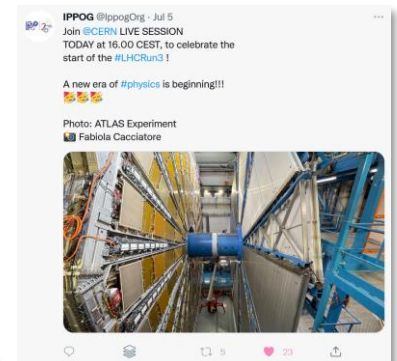 IPPOG @IppogOrg · Jul 5
Join @CERN LIVE SESSION
TODAY at 16.00 CEST, to celebrate the
start of the #LHCRun3 !
A new era of #physics is beginning!!!
🥳🥳🥳
Photo: ATLAS Experiment
📸 Fabiola Cacciatore
5
23